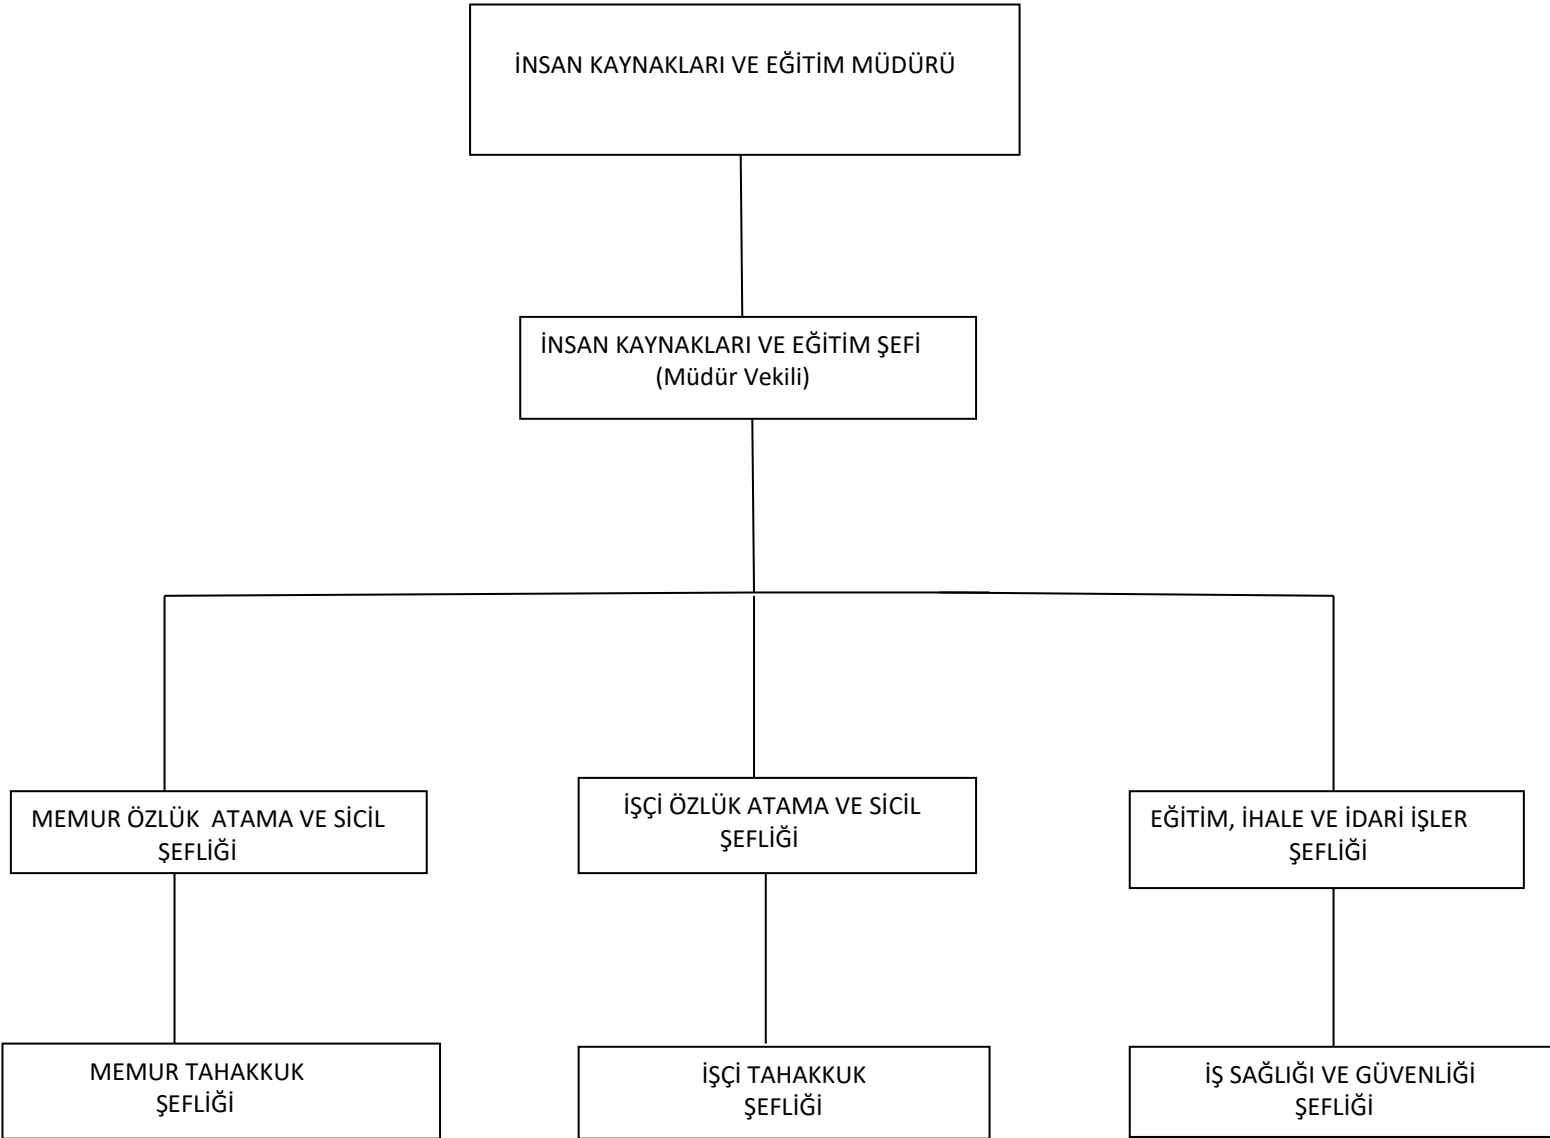 İNSAN KAYNAKLARI VE EĞİTİM MÜDÜRÜ
İNSAN KAYNAKLARI VE EĞİTİM ŞEFİ
(Müdür Vekili)
MEMUR ÖZLÜK  ATAMA VE SİCİL
ŞEFLİĞİ
İŞÇİ ÖZLÜK ATAMA VE SİCİL
ŞEFLİĞİ
EĞİTİM, İHALE VE İDARİ İŞLER
ŞEFLİĞİ
MEMUR TAHAKKUK
ŞEFLİĞİ
İŞÇİ TAHAKKUK
ŞEFLİĞİ
İŞ SAĞLIĞI VE GÜVENLİĞİ
ŞEFLİĞİ